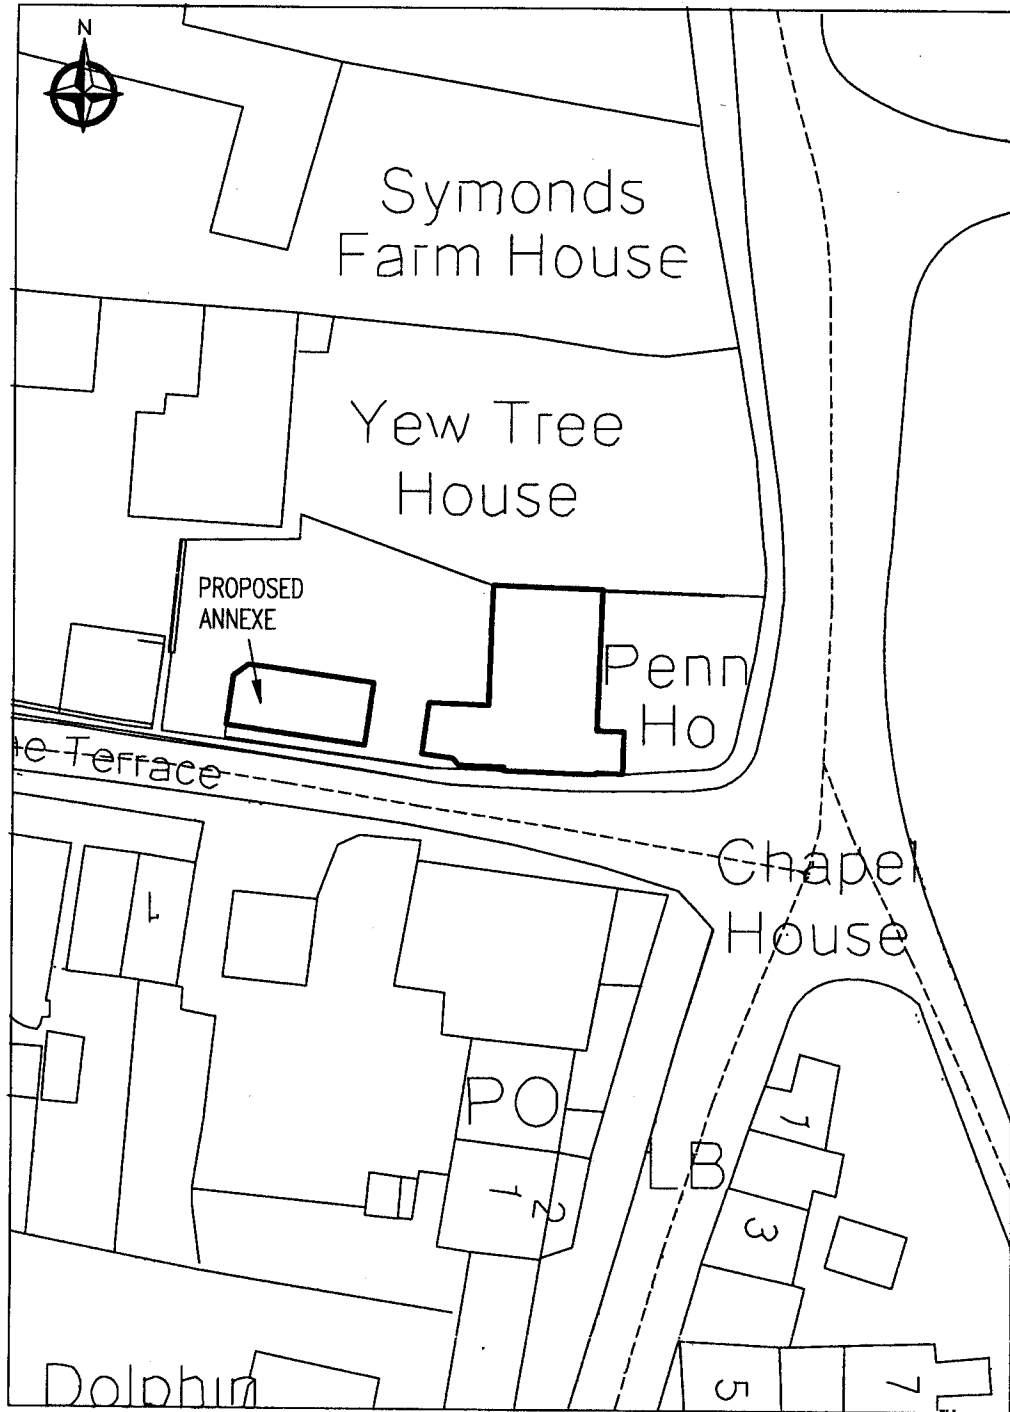 N
Symonds
Farm House
Yew Tree
House
PROPOSED
ANNEXE
Penn
Ho
Terrace
Chapel
House
1
PO
LB
1
1
2
3
5
7
Dolphin